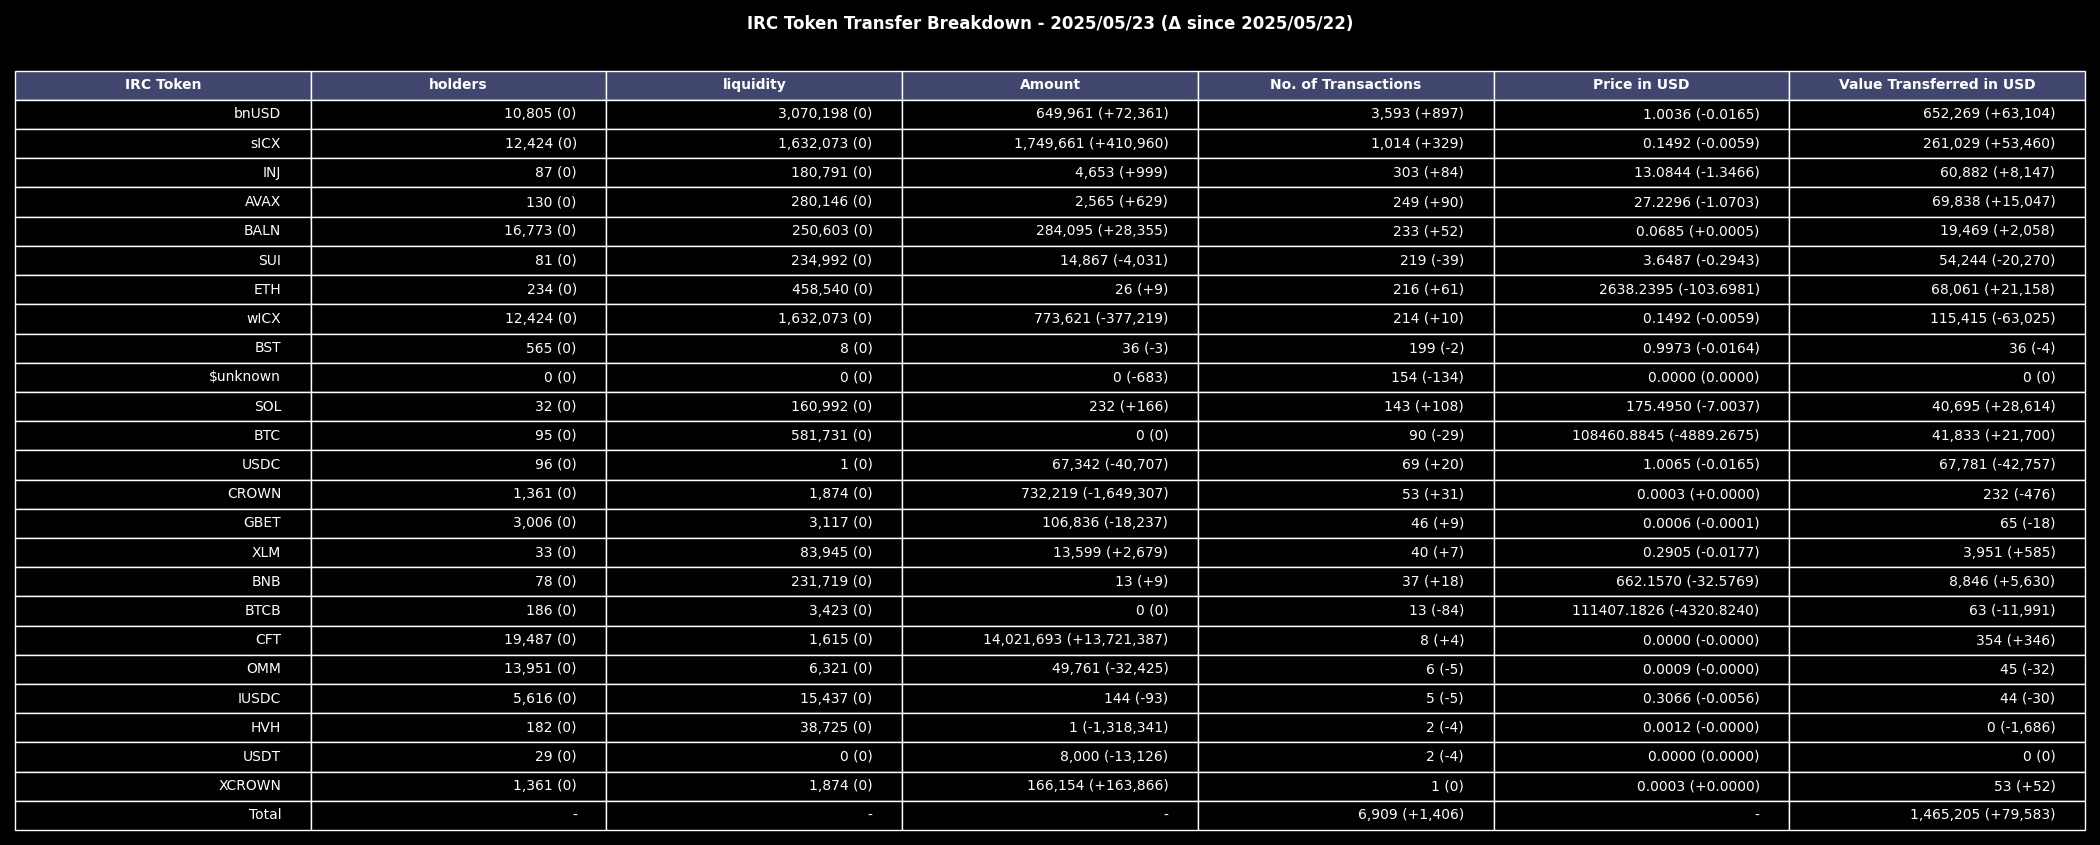 IRC Token Transfer Breakdown - 2025/05/23 (Δ since 2025/05/22)
IRC Token holders liquidity Amount No. of Transactions Price in USD Value Transferred in USD
bnUSD 10,805 (0) 3,070,198 (0) 649,961 (+72,361) 3,593 (+897) 1.0036 (-0.0165) 652,269 (+63,104)
sICX 12,424 (0) 1,632,073 (0) 1,749,661 (+410,960) 1,014 (+329) 0.1492 (-0.0059) 261,029 (+53,460)
INJ 87 (0) 180,791 (0) 4,653 (+999) 303 (+84) 13.0844 (-1.3466) 60,882 (+8,147)
AVAX 130 (0) 280,146 (0) 2,565 (+629) 249 (+90) 27.2296 (-1.0703) 69,838 (+15,047)
BALN 16,773 (0) 250,603 (0) 284,095 (+28,355) 233 (+52) 0.0685 (+0.0005) 19,469 (+2,058)
SUI 81 (0) 234,992 (0) 14,867 (-4,031) 219 (-39) 3.6487 (-0.2943) 54,244 (-20,270)
ETH 234 (0) 458,540 (0) 26 (+9) 216 (+61) 2638.2395 (-103.6981) 68,061 (+21,158)
wICX 12,424 (0) 1,632,073 (0) 773,621 (-377,219) 214 (+10) 0.1492 (-0.0059) 115,415 (-63,025)
BST 565 (0) 8 (0) 36 (-3) 199 (-2) 0.9973 (-0.0164) 36 (-4)
$unknown 0 (0) 0 (0) 0 (-683) 154 (-134) 0.0000 (0.0000) 0 (0)
SOL 32 (0) 160,992 (0) 232 (+166) 143 (+108) 175.4950 (-7.0037) 40,695 (+28,614)
BTC 95 (0) 581,731 (0) 0 (0) 90 (-29) 108460.8845 (-4889.2675) 41,833 (+21,700)
USDC 96 (0) 1 (0) 67,342 (-40,707) 69 (+20) 1.0065 (-0.0165) 67,781 (-42,757)
CROWN 1,361 (0) 1,874 (0) 732,219 (-1,649,307) 53 (+31) 0.0003 (+0.0000) 232 (-476)
GBET 3,006 (0) 3,117 (0) 106,836 (-18,237) 46 (+9) 0.0006 (-0.0001) 65 (-18)
XLM 33 (0) 83,945 (0) 13,599 (+2,679) 40 (+7) 0.2905 (-0.0177) 3,951 (+585)
BNB 78 (0) 231,719 (0) 13 (+9) 37 (+18) 662.1570 (-32.5769) 8,846 (+5,630)
BTCB 186 (0) 3,423 (0) 0 (0) 13 (-84) 111407.1826 (-4320.8240) 63 (-11,991)
CFT 19,487 (0) 1,615 (0) 14,021,693 (+13,721,387) 8 (+4) 0.0000 (-0.0000) 354 (+346)
OMM 13,951 (0) 6,321 (0) 49,761 (-32,425) 6 (-5) 0.0009 (-0.0000) 45 (-32)
IUSDC 5,616 (0) 15,437 (0) 144 (-93) 5 (-5) 0.3066 (-0.0056) 44 (-30)
HVH 182 (0) 38,725 (0) 1 (-1,318,341) 2 (-4) 0.0012 (-0.0000) 0 (-1,686)
USDT 29 (0) 0 (0) 8,000 (-13,126) 2 (-4) 0.0000 (0.0000) 0 (0)
XCROWN 1,361 (0) 1,874 (0) 166,154 (+163,866) 1 (0) 0.0003 (+0.0000) 53 (+52)
Total - - - 6,909 (+1,406) - 1,465,205 (+79,583)